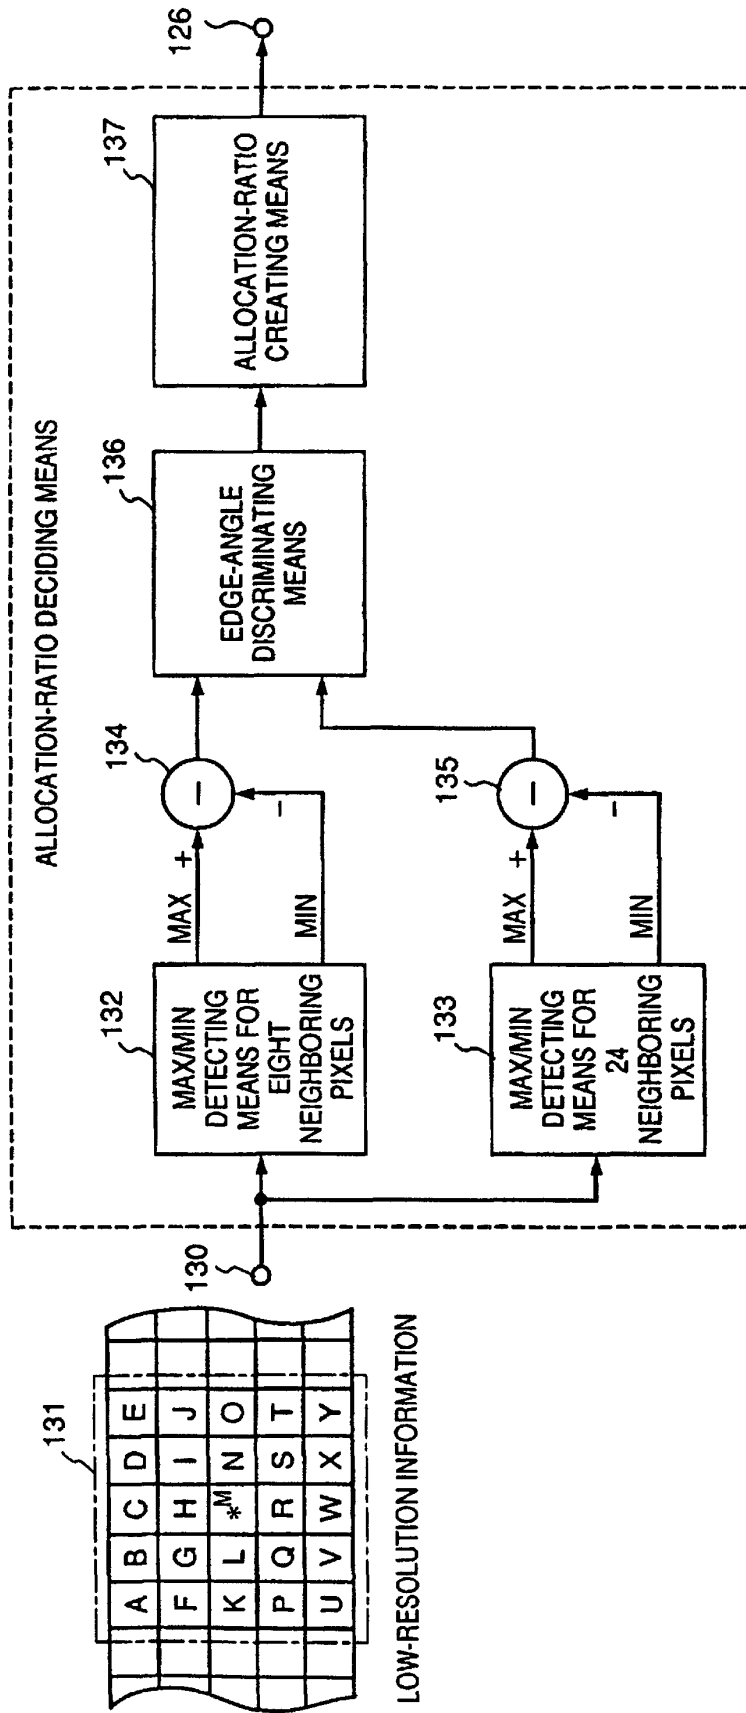 ALLOCATION-RATIO DECIDING MEANS
131
A B C D E
F G H I J
K L *M N O
P Q R S T
U V W X Y
LOW-RESOLUTION INFORMATION
130
132
MAX/MIN
DETECTING
MEANS FOR
EIGHT
NEIGHBORING
PIXELS
MAX
+
MIN
−
134
−
133
MAX/MIN
DETECTING
MEANS FOR
24
NEIGHBORING
PIXELS
MAX
+
MIN
−
135
−
136
EDGE-ANGLE
DISCRIMINATING
MEANS
137
ALLOCATION-RATIO
CREATING MEANS
126